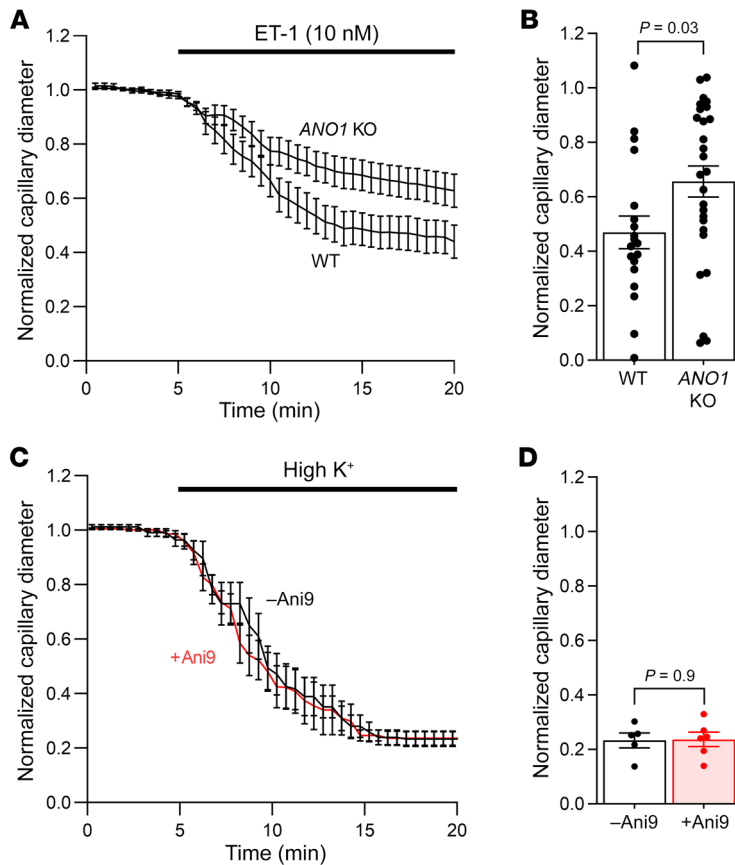 A
ET-1 (10 nM)
Normalized capillary diameter
1.2
1.0
0.8
0.6
0.4
0.2
0.0
ANO1 KO
WT
0
5
10
15
20
Time (min)
B
P = 0.03
Normalized capillary diameter
1.2
1.0
0.8
0.6
0.4
0.2
0.0
WT
ANO1
KO
C
High K⁺
Normalized capillary diameter
1.2
1.0
0.8
0.6
0.4
0.2
0.0
–Ani9
+Ani9
0
5
10
15
20
Time (min)
D
P = 0.9
Normalized capillary diameter
1.2
1.0
0.8
0.6
0.4
0.2
0.0
–Ani9
+Ani9